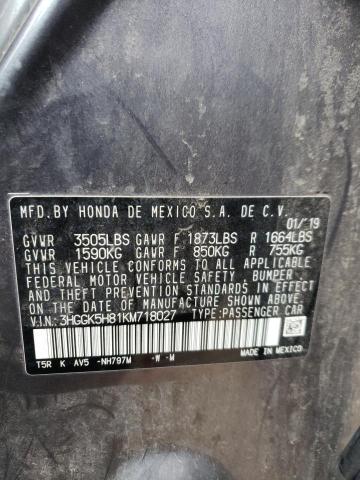 MFD.BY HONDA DE MEXICO S.A. DE C.V.
01/'19
GVWR 3505LBS GAWR F 1873LBS R 1664LBS
GVWR 1590KG GAWR F 850KG R 755KG
THIS VEHICLE CONFORMS TO ALL APPLICABLE
FEDERAL MOTOR VEHICLE SAFETY, BUMPER
AND THEFT PREVENTION STANDARDS IN EFFECT
ON THE DATE OF MANUFACTURE SHOWN ABOVE.
V.I.N.: 3HGGK5H81KM718027 TYPE:PASSENGER CAR
T5R K AV5 -NH797M -W -M
MADE IN MEXICO